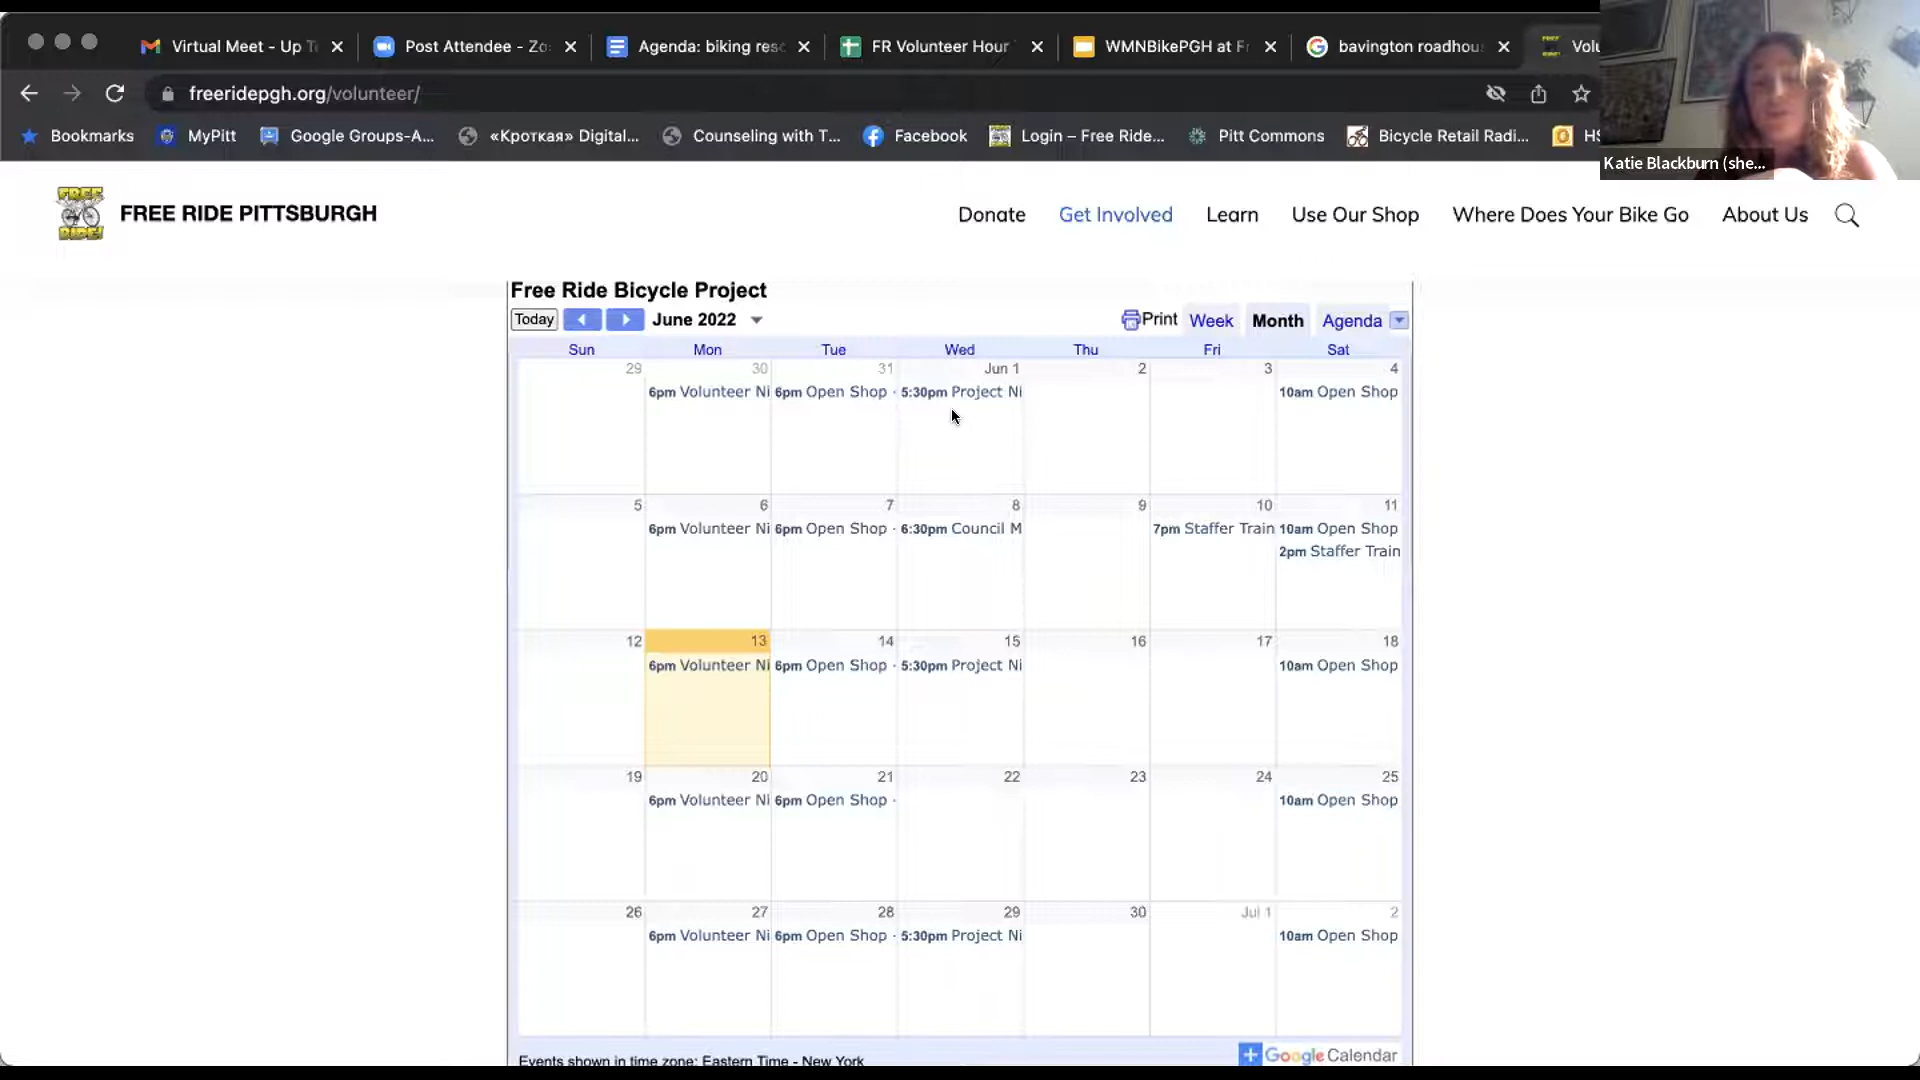 Virtual Meet - Up T
Post Attendee - Zo
Agenda: biking reso
FR Volunteer Hour
WMNBikePGH at Fr
bavington roadhou
Volu
freeridepgh.org/volunteer/
Bookmarks
MyPitt
Google Groups-A...
«Кроткая» Digital...
Counseling with T...
Facebook
Login – Free Ride...
Pitt Commons
Bicycle Retail Radi...
HS
Katie Blackburn (she...
FREE RIDE!
FREE RIDE PITTSBURGH
Donate
Get Involved
Learn
Use Our Shop
Where Does Your Bike Go
About Us
Free Ride Bicycle Project
Today
June 2022
Print
Week
Month
Agenda
Sun Mon Tue Wed Thu Fri Sat
29 30 31 Jun 1 2 3 4
6pm Volunteer Ni 6pm Open Shop · 5:30pm Project Ni 10am Open Shop
5 6 7 8 9 10 11
6pm Volunteer Ni 6pm Open Shop · 6:30pm Council M 7pm Staffer Train 10am Open Shop
2pm Staffer Train
12 13 14 15 16 17 18
6pm Volunteer Ni 6pm Open Shop · 5:30pm Project Ni 10am Open Shop
19 20 21 22 23 24 25
6pm Volunteer Ni 6pm Open Shop · 10am Open Shop
26 27 28 29 30 Jul 1 2
6pm Volunteer Ni 6pm Open Shop · 5:30pm Project Ni 10am Open Shop
Events shown in time zone: Eastern Time - New York
Google Calendar